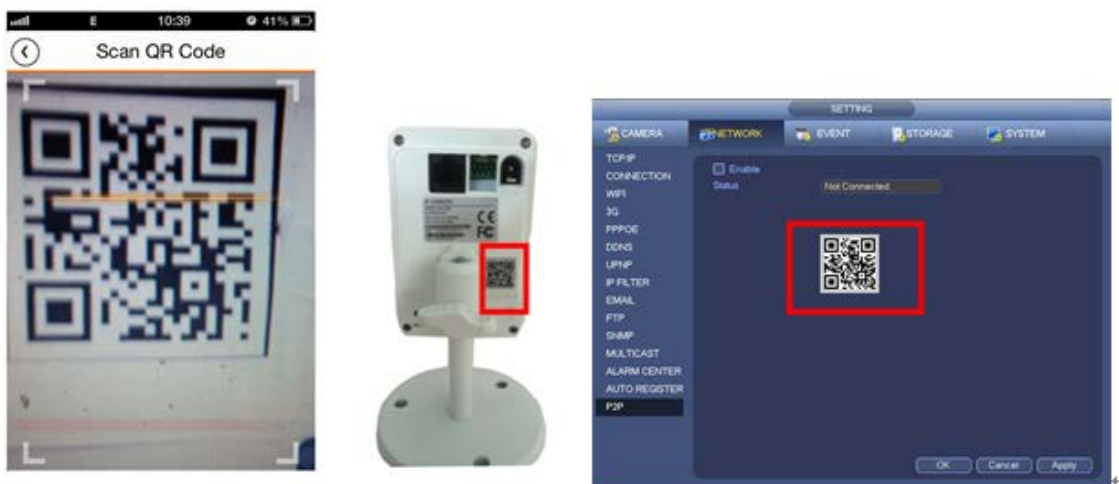 E 10:39 41%
Scan QR Code
CE
FC
SETTING
CAMERA NETWORK EVENT STORAGE SYSTEM
TCP/IP
CONNECTION
WIFI
3G
PPPOE
DDNS
UPNP
IP FILTER
EMAIL
FTP
SNMP
MULTICAST
ALARM CENTER
AUTO REGISTER
P2P
Enable
Status Not Connected
OK Cancel Apply